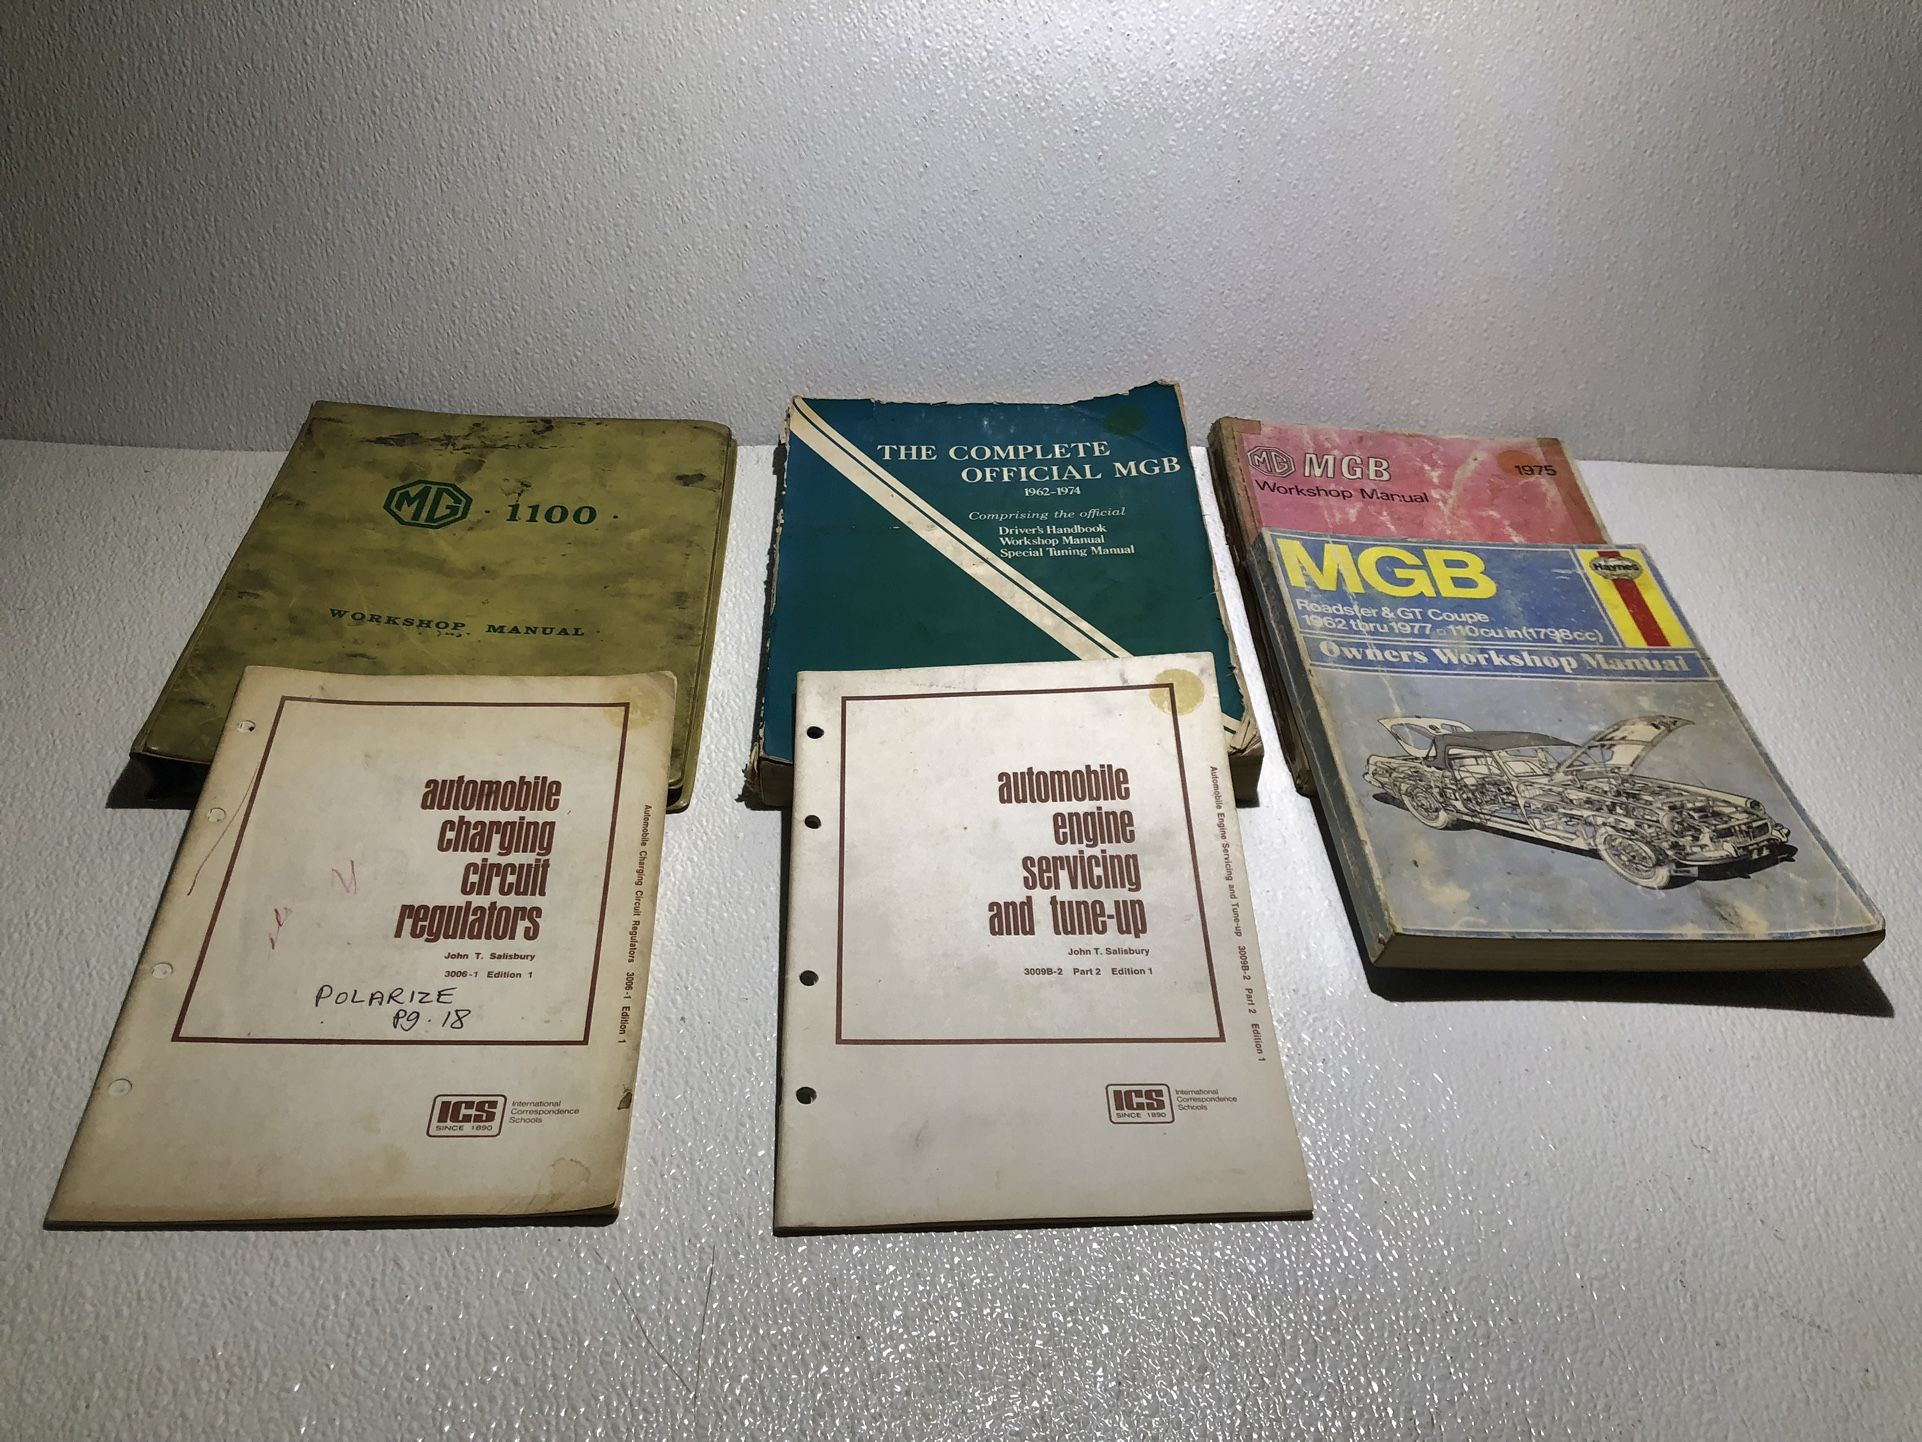 MG · 1100 ·
WORKSHOP MANUAL
THE COMPLETE
OFFICIAL MGB
1962-1974
Comprising the official
Driver's Handbook
Workshop Manual
Special Tuning Manual
MG MGB
1975
Workshop Manual
MGB
Haynes
Roadster & GT Coupe
1962 thru 1977 □ 110 cu in (1798 cc)
Owners Workshop Manual
automobile
charging
circuit
regulators
John T. Salisbury
3006-1 Edition 1
POLARIZE
Pg. 18
Automobile Charging Circuit Regulators 3006-1 Edition 1
ICS
SINCE 1890
International
Correspondence
Schools
automobile
engine
servicing
and tune-up
John T. Salisbury
3009B-2 Part 2 Edition 1
Automobile Engine Servicing and Tune-up 3009B-2 Part 2 Edition 1
ICS
SINCE 1890
International
Correspondence
Schools